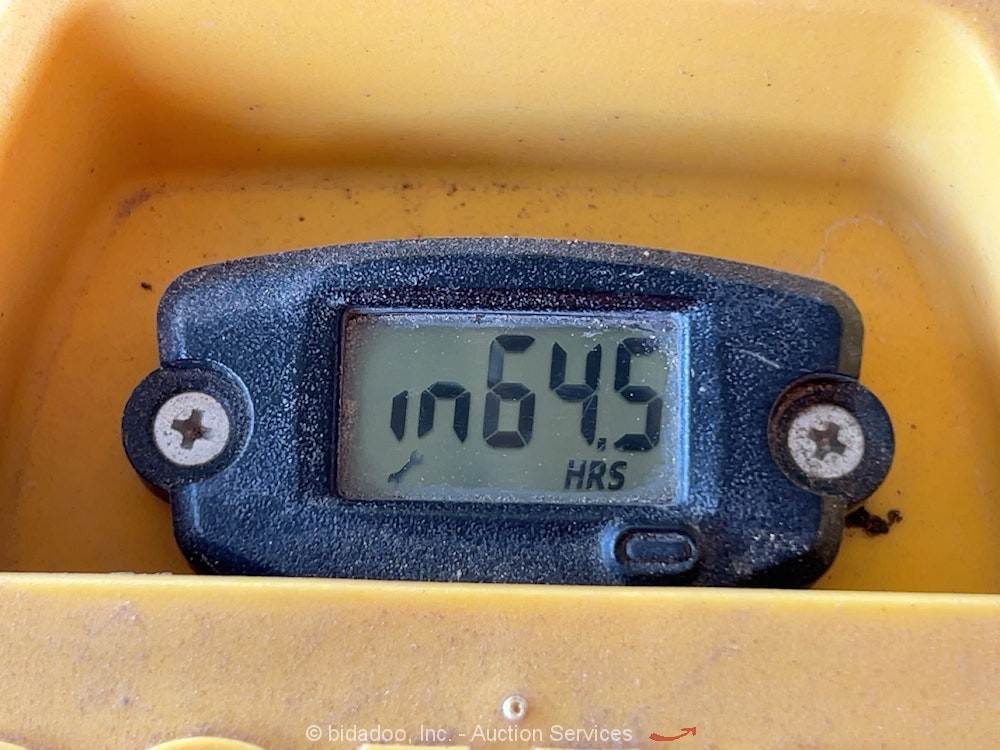 in64.5
HRS
© bidadoo, Inc. - Auction Services